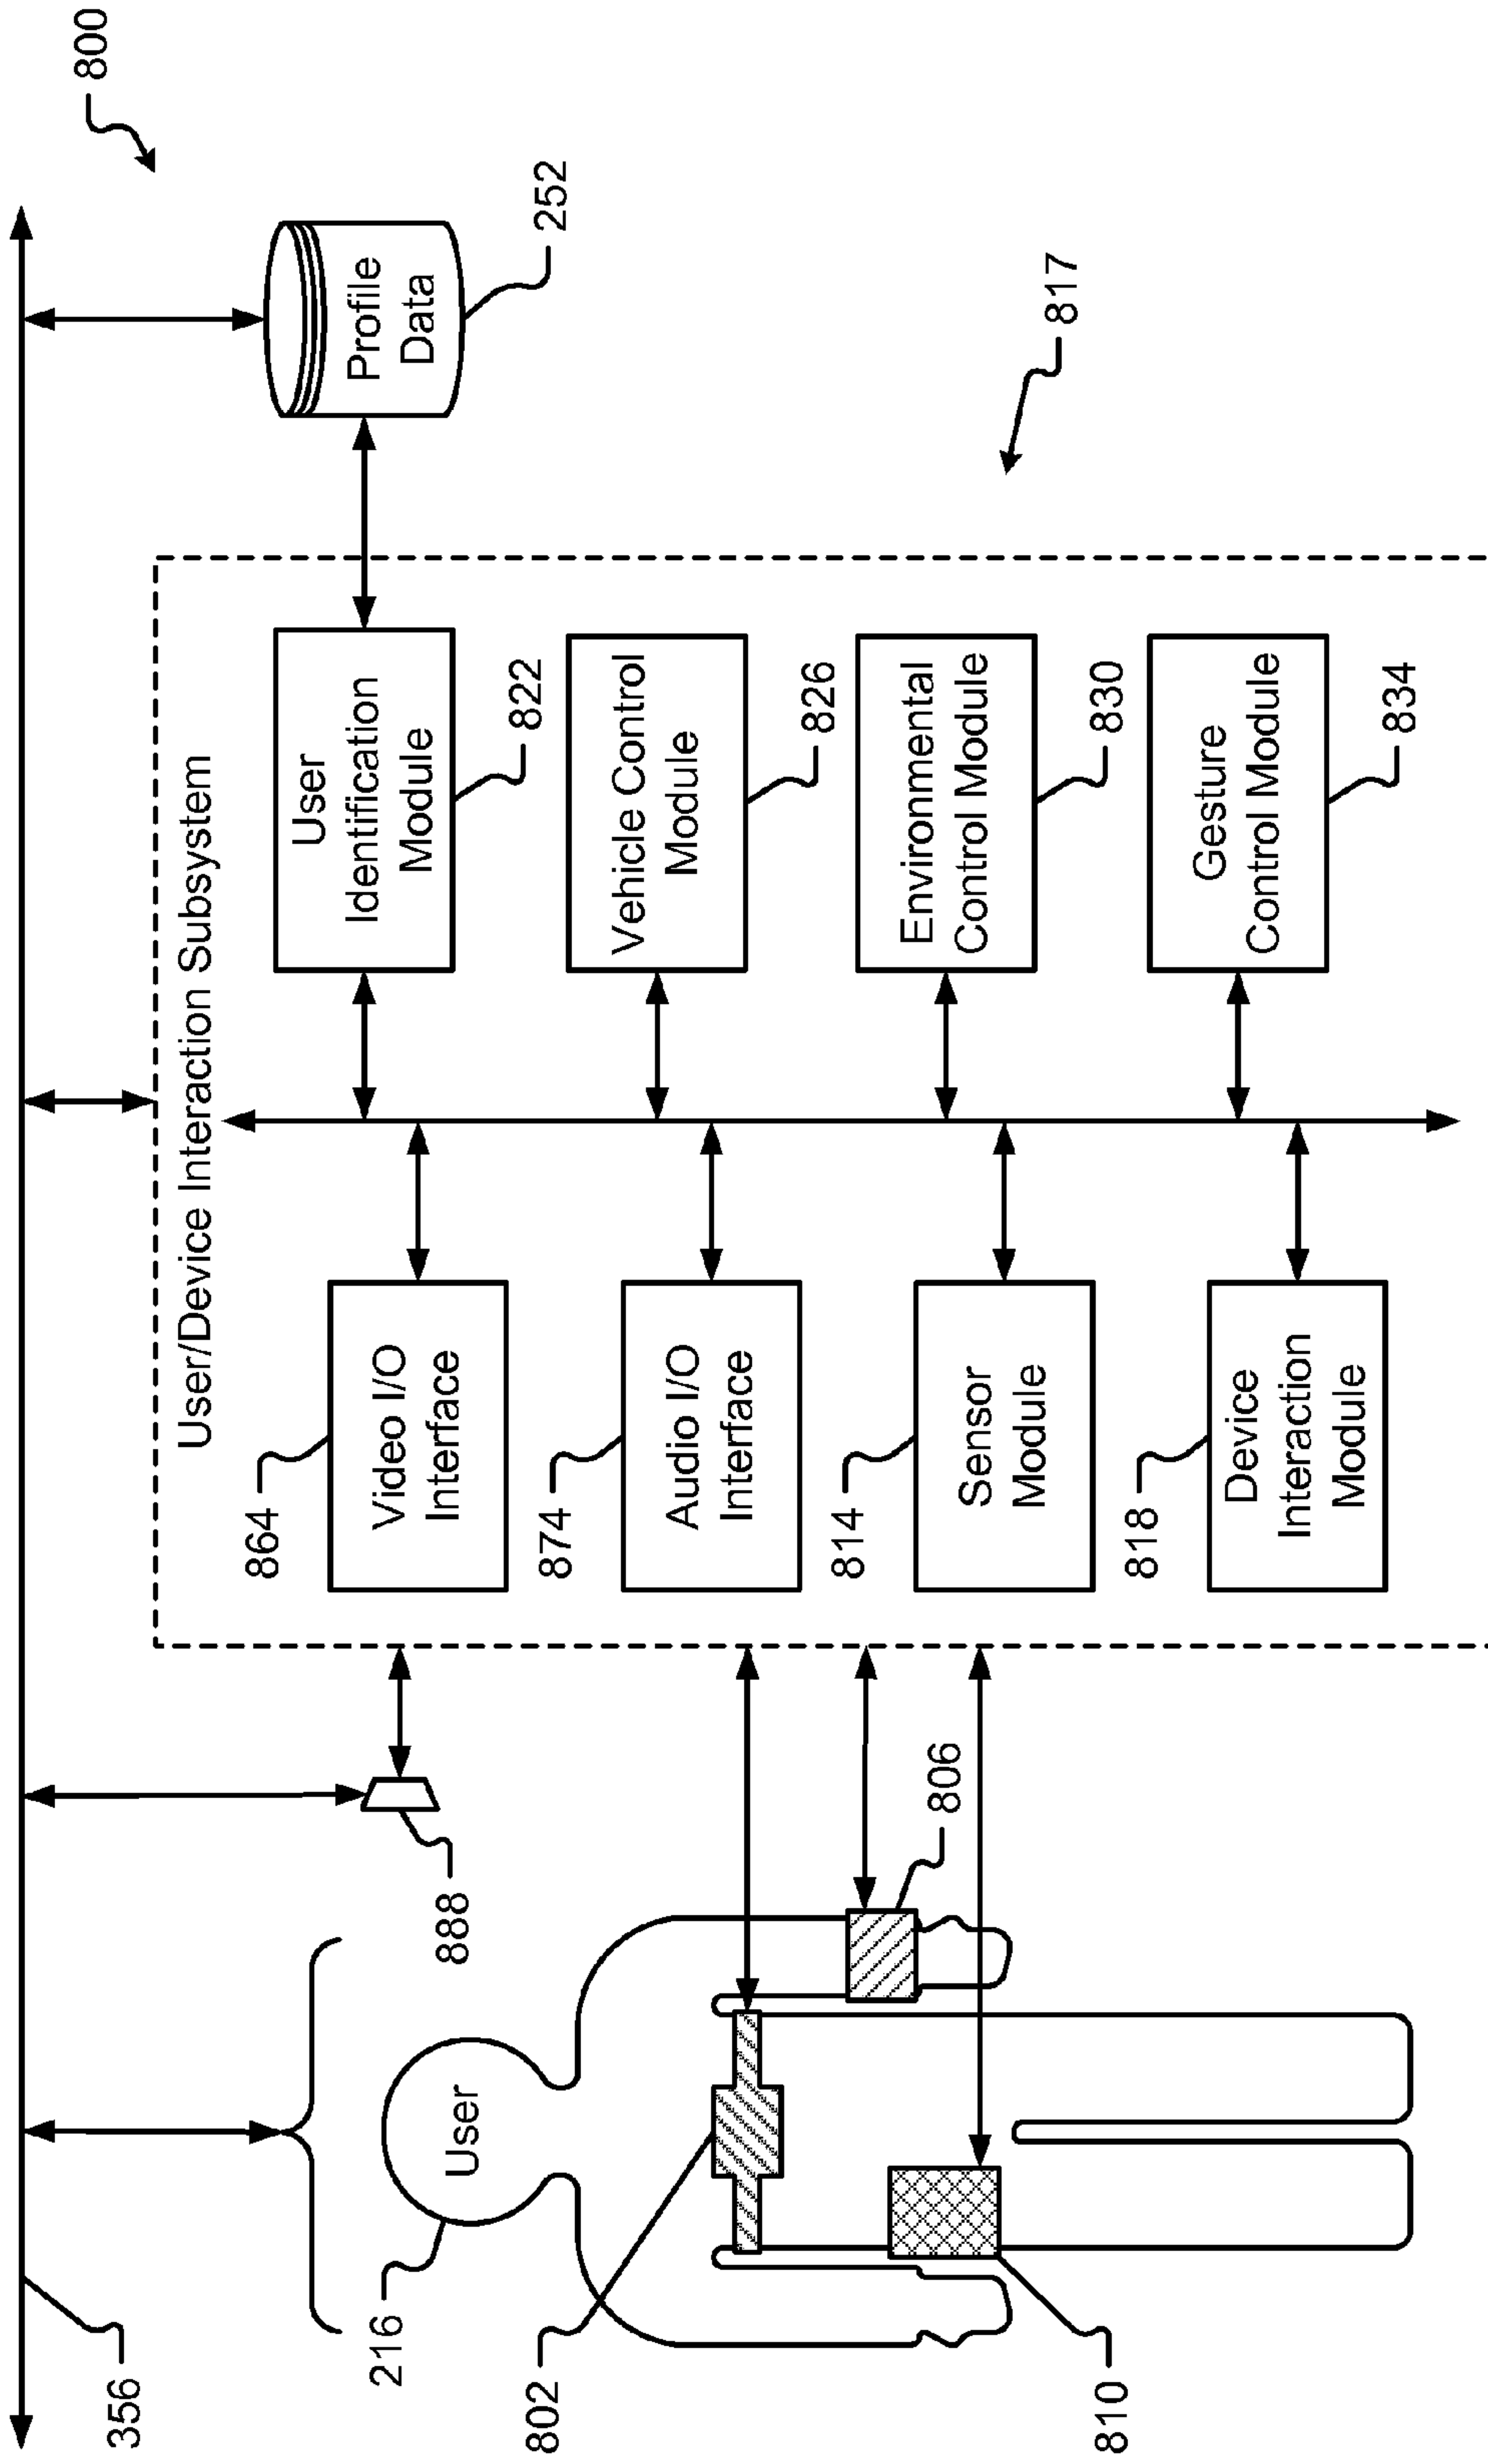 800
356
Profile
Data
252
User/Device Interaction Subsystem
817
216
User
888
864
Video I/O
Interface
User
Identification
Module
822
802
874
Audio I/O
Interface
Vehicle Control
Module
826
806
814
Sensor
Module
Environmental
Control Module
830
810
818
Device
Interaction
Module
Gesture
Control Module
834